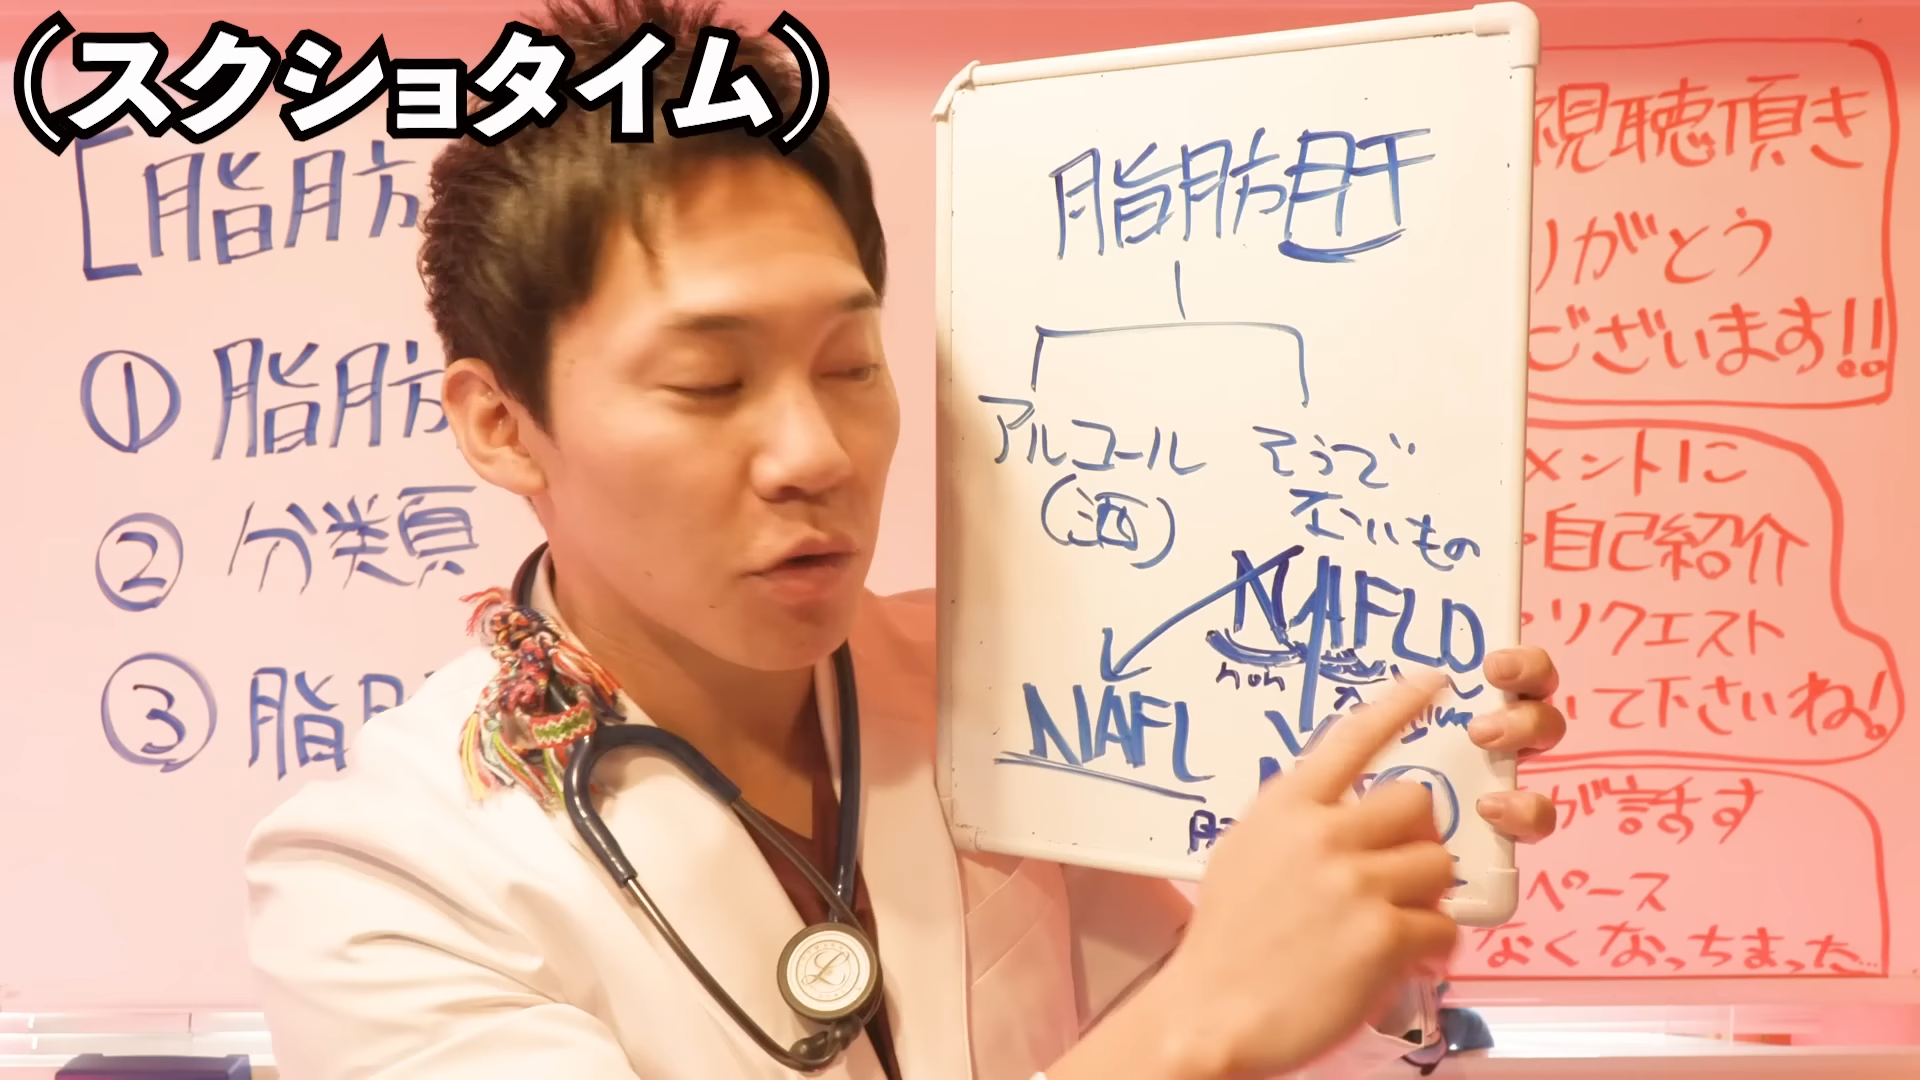 (スクショタイム)
[脂肪
① 脂肪
② 分類
③ 脂
脂肪肝
アルコール
(酒)
そうで
ないもの
NAFLD
non
NAFL
視聴頂き
りがとう
ございます!!
メントに
・自己紹介
・リクエスト
いて下さいね!
が話す
ペース
なくなっちまった...